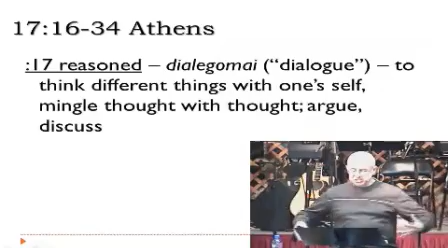 17:16-34 Athens
:17 reasoned – dialegomai (“dialogue”) – to
think different things with one’s self,
mingle thought with thought; argue,
discuss